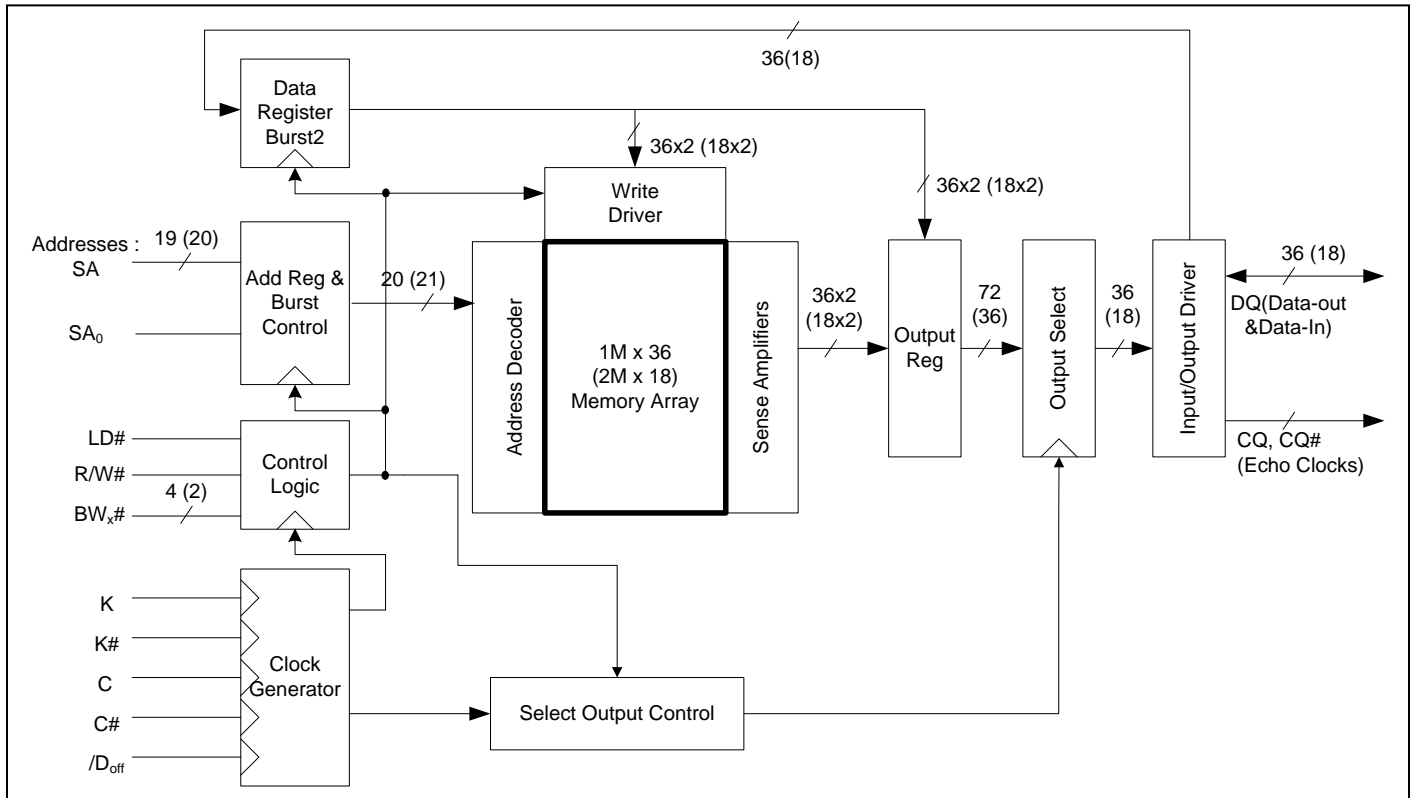 36(18)
Data
Register
Burst2
36x2 (18x2)
36x2 (18x2)
Write
Driver
Addresses :
SA
19 (20)
SA₀
Add Reg &
Burst
Control
20 (21)
Address Decoder
1M x 36
(2M x 18)
Memory Array
Sense Amplifiers
36x2
(18x2)
Output
Reg
72
(36)
Output Select
36
(18)
Input/Output Driver
36 (18)
DQ(Data-out
&Data-In)
CQ, CQ#
(Echo Clocks)
LD#
R/W#
BWₓ#
4 (2)
Control
Logic
K
K#
C
C#
/Doff
Clock
Generator
Select Output Control